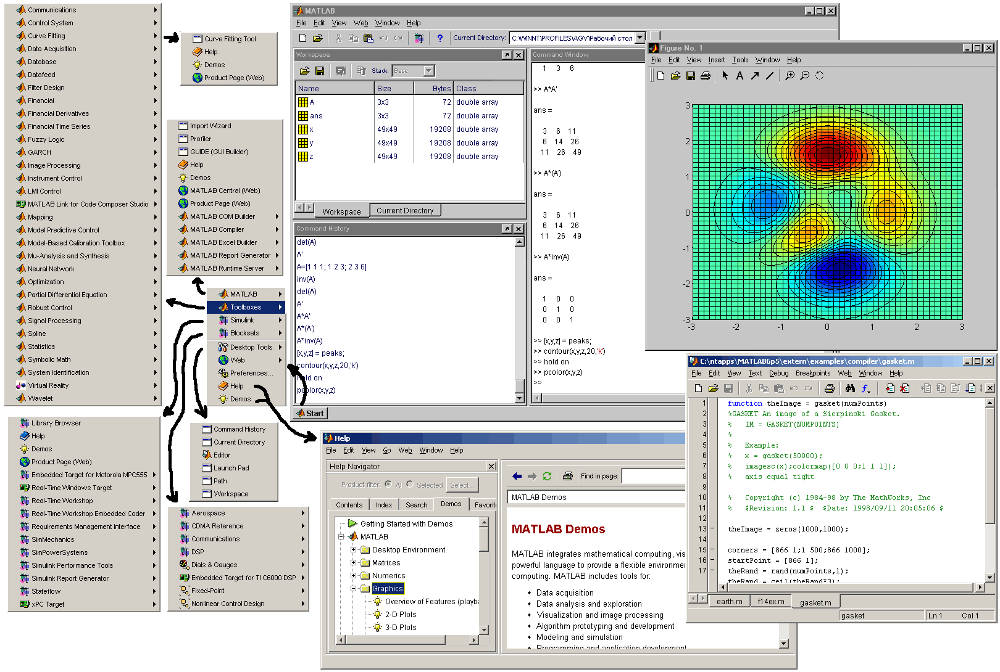 Communications
Control System
Curve Fitting
Data Acquisition
Database
Datafeed
Filter Design
Financial
Financial Derivatives
Financial Time Series
Fuzzy Logic
GARCH
Image Processing
Instrument Control
LMI Control
MATLAB Link for Code Composer Studio
Mapping
Model Predictive Control
Model-Based Calibration Toolbox
Mu-Analysis and Synthesis
Neural Network
Optimization
Partial Differential Equation
Robust Control
Signal Processing
Spline
Statistics
Symbolic Math
System Identification
Virtual Reality
Wavelet
Curve Fitting Tool
Help
Demos
Product Page (Web)
Import Wizard
Profiler
GUIDE (GUI Builder)
Help
Demos
MATLAB Central (Web)
Product Page (Web)
MATLAB COM Builder
MATLAB Compiler
MATLAB Excel Builder
MATLAB Report Generator
MATLAB Runtime Server
MATLAB
Toolboxes
Simulink
Blocksets
Desktop Tools
Web
Preferences...
Help
Demos
Library Browser
Help
Demos
Product Page (Web)
Embedded Target for Motorola MPC555
Real-Time Windows Target
Real-Time Workshop
Real-Time Workshop Embedded Coder
Requirements Management Interface
SimMechanics
SimPowerSystems
Simulink Performance Tools
Simulink Report Generator
Stateflow
xPC Target
Command History
Current Directory
Editor
Launch Pad
Path
Workspace
Aerospace
CDMA Reference
Communications
DSP
Dials & Gauges
Embedded Target for TI C6000 DSP
Fixed-Point
Nonlinear Control Design
MATLAB
File Edit View Web Window Help
? Current Directory: C:\WINNT\PROFILES\AGV\Рабочий стол
Workspace
Stack: Base
Name Size Bytes Class
A 3x3 72 double array
ans 3x3 72 double array
x 49x49 19208 double array
y 49x49 19208 double array
z 49x49 19208 double array
Workspace Current Directory
Command History
det(A)
A'
A=[1 1 1; 1 2 3; 2 3 6]
inv(A)
det(A)
A'
A*A'
A*(A')
A*inv(A)
[x,y,z] = peaks;
contour(x,y,z,20,'k')
hold on
pcolor(x,y,z)
Start
Command Window
1 3 6
>> A*A'
ans =
3 6 11
6 14 26
11 26 49
>> A*(A')
ans =
3 6 11
6 14 26
11 26 49
>> A*inv(A)
ans =
1 0 0
0 1 0
0 0 1
>> [x,y,z] = peaks;
>> contour(x,y,z,20,'k')
>> hold on
>> pcolor(x,y,z)
>>
Figure No. 1
File Edit View Insert Tools Window Help
A
3
2
1
0
-1
-2
-3
-3 -2 -1 0 1 2 3
C:\ntapps\MATLAB6p5\extern\examples\compiler\gasket.m
File Edit View Text Debug Breakpoints Web Window Help
1 function theImage = gasket(numPoints)
2 %GASKET An image of a Sierpinski Gasket.
3 % IM = GASKET(NUMPOINTS)
4 %
5 % Example:
6 % x = gasket(50000);
7 % imagesc(x);colormap([0 0 0;1 1 1]);
8 % axis equal tight
9
10 % Copyright (c) 1984-98 by The MathWorks, Inc
11 % $Revision: 1.1 $ $Date: 1998/09/11 20:05:06 $
12
13 – theImage = zeros(1000,1000);
14
15 – corners = [866 1;1 500;866 1000];
16 – startPoint = [866 1];
17 – theRand = rand(numPoints,1);
theRand = ceil(theRand*3);
earth.m f14ex.m gasket.m
gasket Ln 1 Col 1
Help
File Edit View Go Web Window Help
Help Navigator
Product filter: All Selected Select...
Contents Index Search Demos Favorit
Getting Started with Demos
MATLAB
Desktop Environment
Matrices
Numerics
Graphics
Overview of Features (playba
2-D Plots
3-D Plots
Find in page:
MATLAB Demos
MATLAB Demos
MATLAB integrates mathematical computing, vis
powerful language to provide a flexible environme
computing. MATLAB includes tools for:
• Data acquisition
• Data analysis and exploration
• Visualization and image processing
• Algorithm prototyping and development
• Modeling and simulation
• Programming and application development